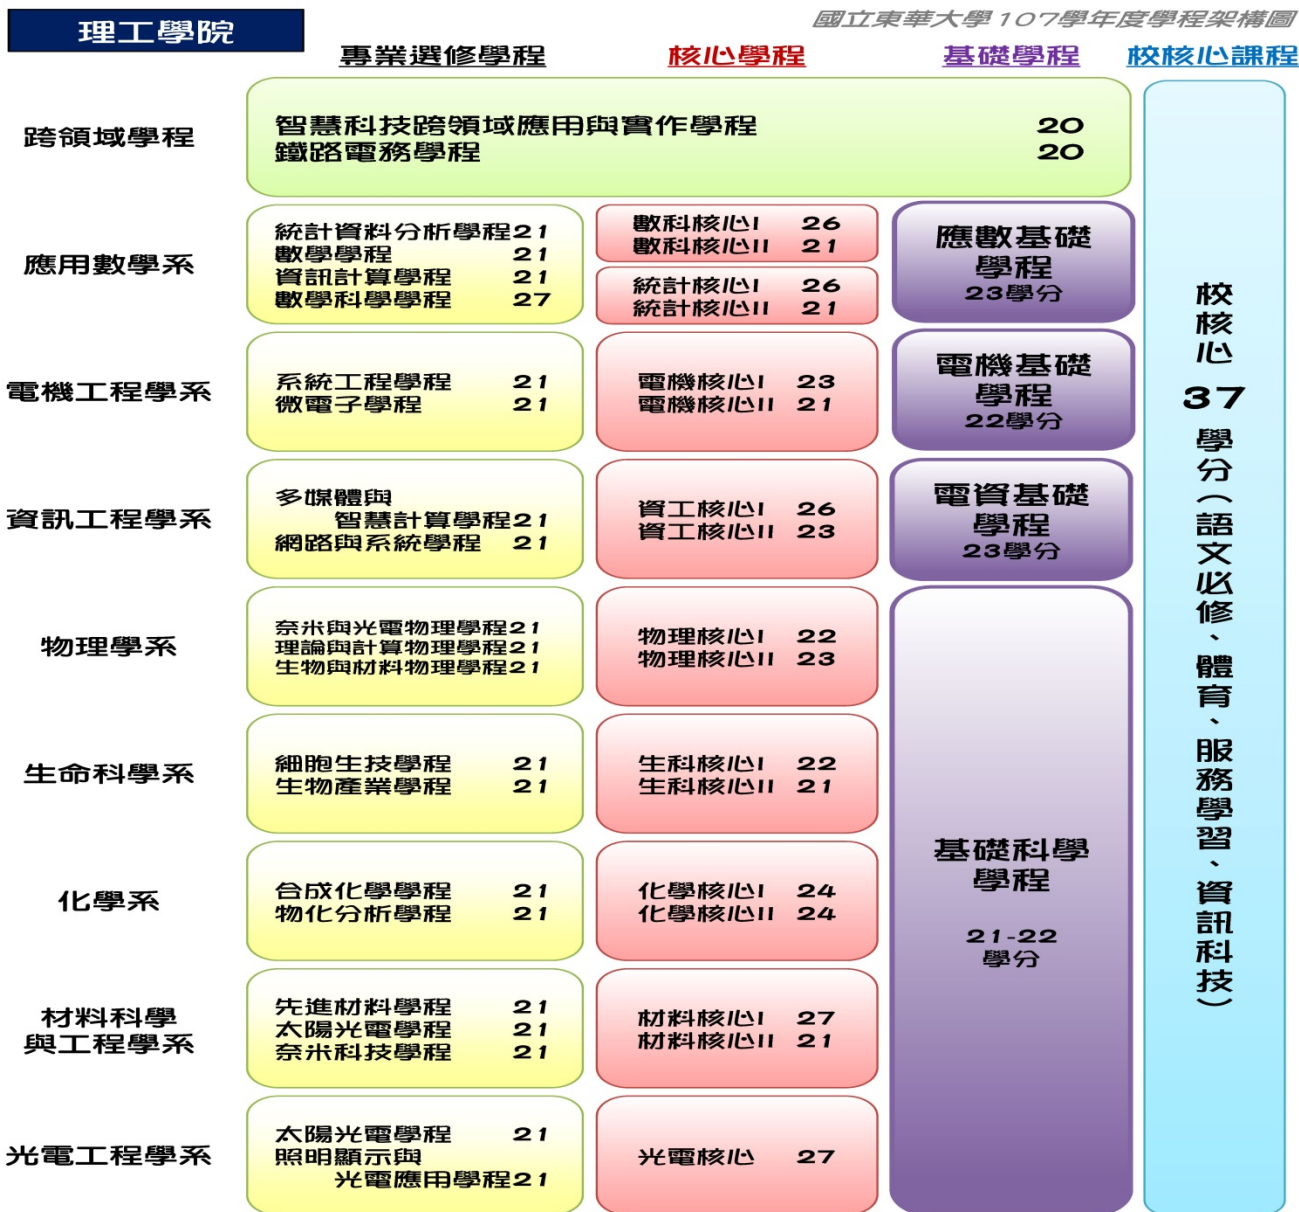 理工學院
國立東華大學107學年度學程架構圖
專業選修學程 核心學程 基礎學程 校核心課程
跨領域學程
智慧科技跨領域應用與實作學程 20
鐵路電務學程 20
應用數學系
統計資料分析學程21
數學學程 21
資訊計算學程 21
數學科學學程 27
數科核心I 26
數科核心II 21
統計核心I 26
統計核心II 21
應數基礎
學程
23學分
電機工程學系
系統工程學程 21
微電子學程 21
電機核心I 23
電機核心II 21
電機基礎
學程
22學分
資訊工程學系
多媒體與
智慧計算學程21
網路與系統學程 21
資工核心I 26
資工核心II 23
電資基礎
學程
23學分
物理學系
奈米與光電物理學程21
理論與計算物理學程21
生物與材料物理學程21
物理核心I 22
物理核心II 23
生命科學系
細胞生技學程 21
生物產業學程 21
生科核心I 22
生科核心II 21
化學系
合成化學學程 21
物化分析學程 21
化學核心I 24
化學核心II 24
材料科學
與工程學系
先進材料學程 21
太陽光電學程 21
奈米科技學程 21
材料核心I 27
材料核心II 21
光電工程學系
太陽光電學程 21
照明顯示與
光電應用學程21
光電核心 27
基礎科學
學程
21-22
學分
校核心37學分(語文必修、體育、服務學習、資訊科技)